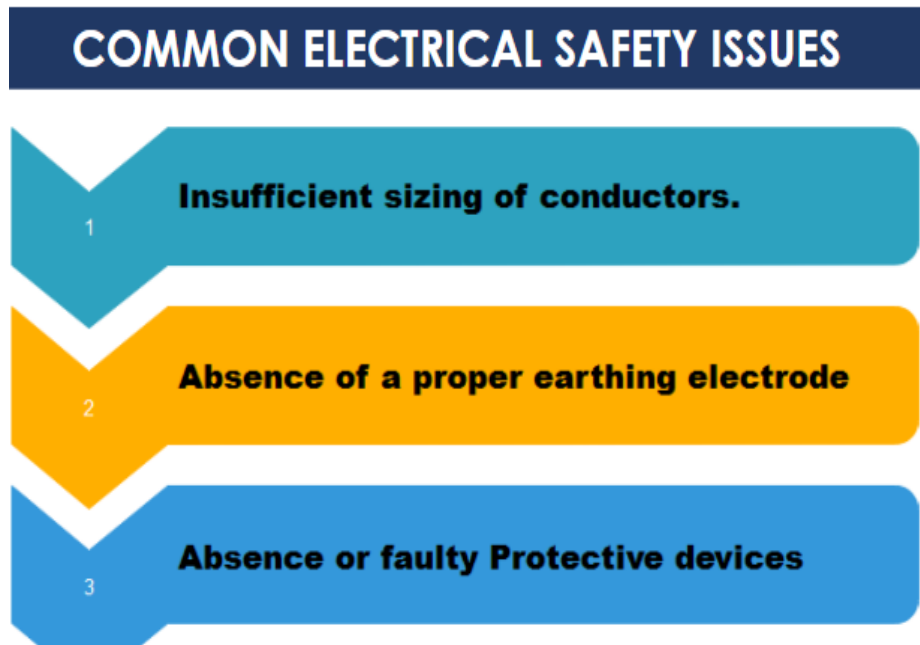 COMMON ELECTRICAL SAFETY ISSUES
1
Insufficient sizing of conductors.
2
Absence of a proper earthing electrode
3
Absence or faulty Protective devices